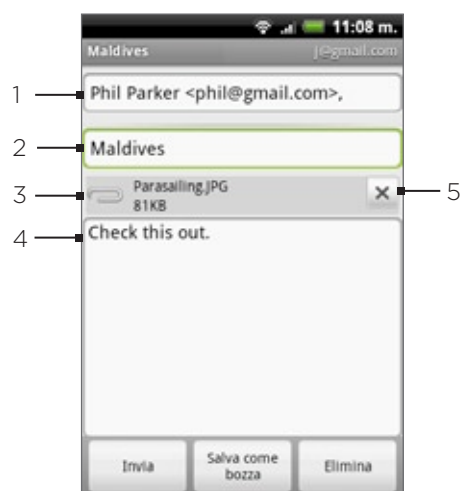 11:08 m.
Maldives j@gmail.com
1 Phil Parker <phil@gmail.com>,
2 Maldives
3 Parasailing.JPG 5
81KB
4 Check this out.
Invia Salva come bozza Elimina